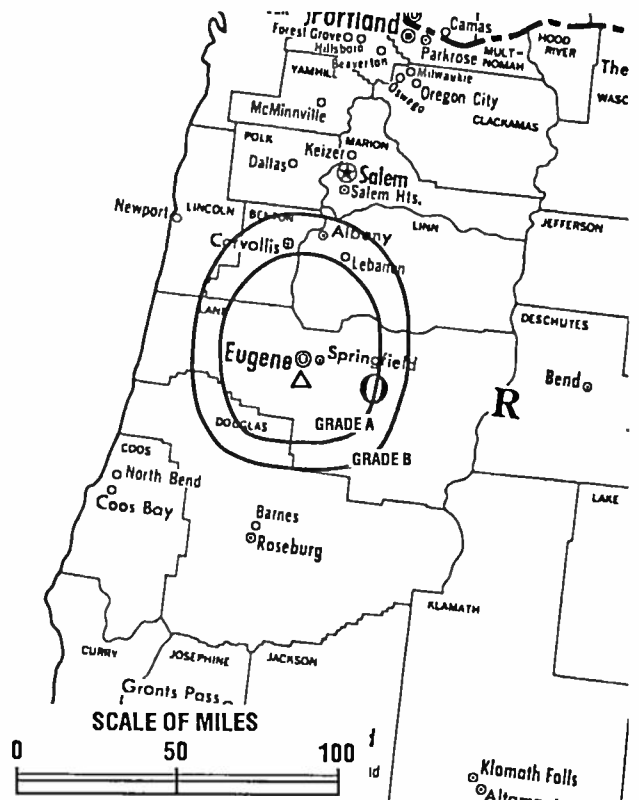 Portland
Camas
Forest Grove
Hillsboro
Parkrose
MULT-
NOMAH
HOOD
RIVER
Beaverton
The
YAMHILL
Milwaukie
Oswego
Oregon City
WASC
McMinnville
CLACKAMAS
POLK
MARION
Keizer
Dallas
Salem
Salem Hts.
Newport
LINCOLN
BENTON
LINN
JEFFERSON
Albany
Corvallis
Lebanon
LANE
DESCHUTES
Eugene
Springfield
Bend
O
R
DOUGLAS
GRADE A
GRADE B
COOS
North Bend
LAKE
Coos Bay
Barnes
Roseburg
KLAMATH
CURRY
JOSEPHINE
JACKSON
Grants Pass
SCALE OF MILES
0 50 100
Klamath Falls